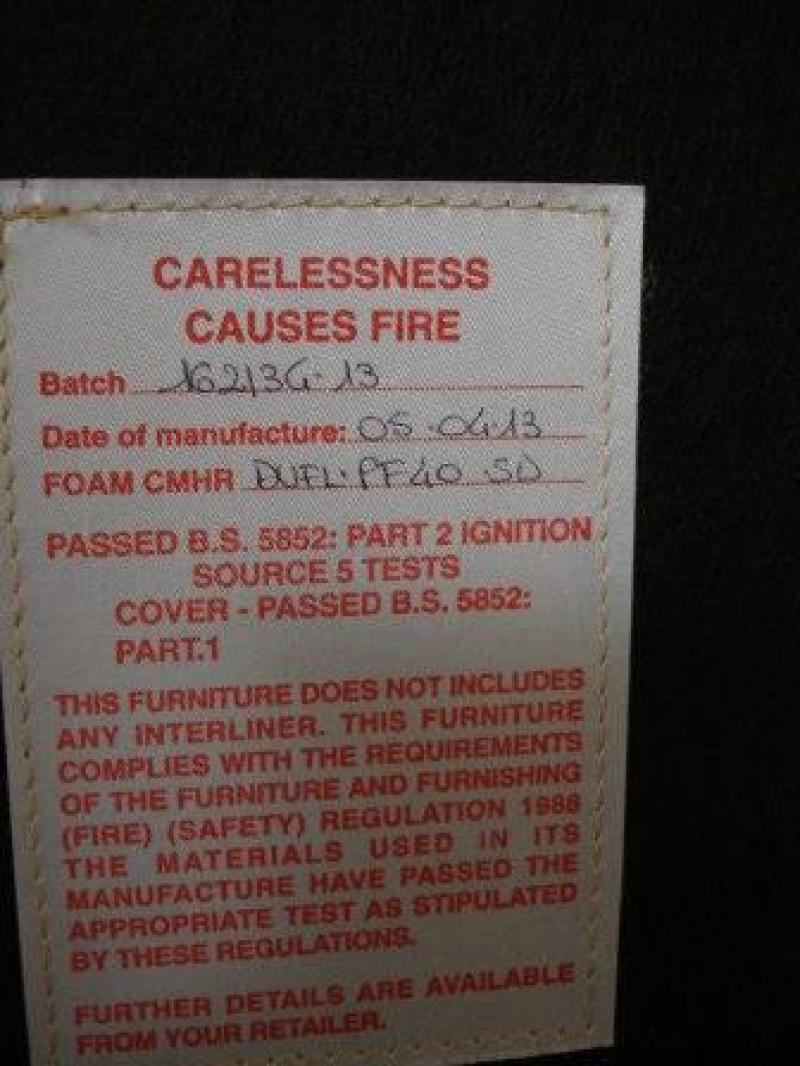 CARELESSNESS
CAUSES FIRE
Batch 16213G-13
Date of manufacture: 05.04.13
FOAM CMHR DUFL.PF40 SD
PASSED B.S. 5852: PART 2 IGNITION
SOURCE 5 TESTS
COVER - PASSED B.S. 5852:
PART.1
THIS FURNITURE DOES NOT INCLUDES
ANY INTERLINER. THIS FURNITURE
COMPLIES WITH THE REQUIREMENTS
OF THE FURNITURE AND FURNISHING
(FIRE) (SAFETY) REGULATION 1988
THE MATERIALS USED IN ITS
MANUFACTURE HAVE PASSED THE
APPROPRIATE TEST AS STIPULATED
BY THESE REGULATIONS.
FURTHER DETAILS ARE AVAILABLE
FROM YOUR RETAILER.